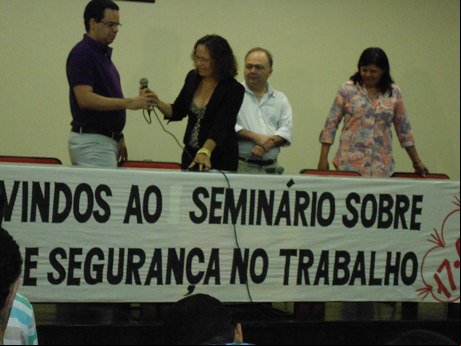 VINDOS AO SEMINÁRIO SOBRE
E SEGURANÇA NO TRABALHO